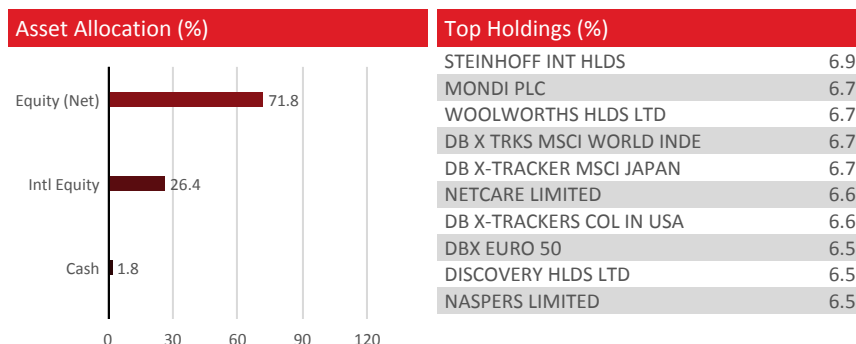 Asset Allocation (%)
Equity (Net) 71.8
Intl Equity 26.4
Cash 1.8
0 30 60 90 120
Top Holdings (%)
STEINHOFF INT HLDS 6.9
MONDI PLC 6.7
WOOLWORTHS HLDS LTD 6.7
DB X TRKS MSCI WORLD INDE 6.7
DB X-TRACKER MSCI JAPAN 6.7
NETCARE LIMITED 6.6
DB X-TRACKERS COL IN USA 6.6
DBX EURO 50 6.5
DISCOVERY HLDS LTD 6.5
NASPERS LIMITED 6.5